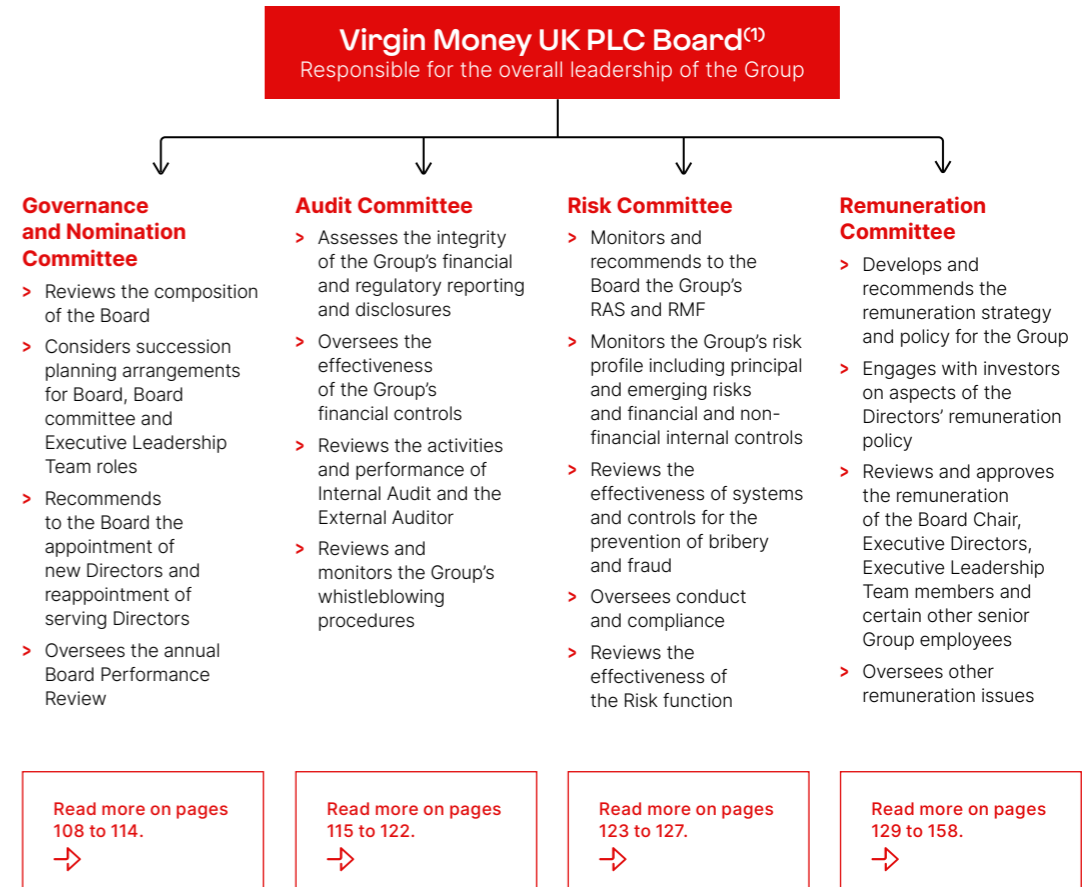 Virgin Money UK PLC Board(1)
Responsible for the overall leadership of the Group
Governance
and Nomination
Committee
> Reviews the composition
of the Board
> Considers succession
planning arrangements
for Board, Board
committee and
Executive Leadership
Team roles
> Recommends
to the Board the
appointment of
new Directors and
reappointment of
serving Directors
> Oversees the annual
Board Performance
Review
Read more on pages
108 to 114.
Audit Committee
> Assesses the integrity
of the Group’s financial
and regulatory reporting
and disclosures
> Oversees the
effectiveness
of the Group’s
financial controls
> Reviews the activities
and performance of
Internal Audit and the
External Auditor
> Reviews and
monitors the Group’s
whistleblowing
procedures
Read more on pages
115 to 122.
Risk Committee
> Monitors and
recommends to the
Board the Group’s
RAS and RMF
> Monitors the Group’s risk
profile including principal
and emerging risks
and financial and non-
financial internal controls
> Reviews the
effectiveness of systems
and controls for the
prevention of bribery
and fraud
> Oversees conduct
and compliance
> Reviews the
effectiveness of
the Risk function
Read more on pages
123 to 127.
Remuneration
Committee
> Develops and
recommends the
remuneration strategy
and policy for the Group
> Engages with investors
on aspects of the
Directors’ remuneration
policy
> Reviews and approves
the remuneration
of the Board Chair,
Executive Directors,
Executive Leadership
Team members and
certain other senior
Group employees
> Oversees other
remuneration issues
Read more on pages
129 to 158.